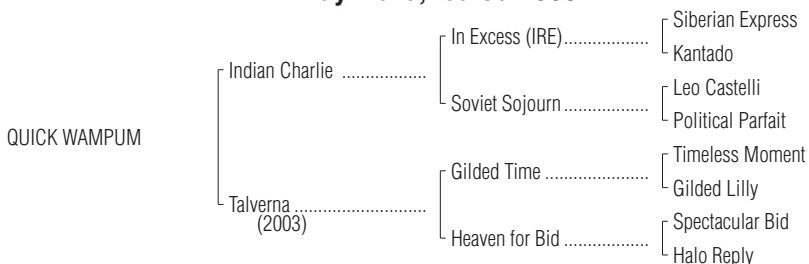 Siberian Express
In Excess (IRE)..................
Kantado
Indian Charlie ..................
Leo Castelli
Soviet Sojourn ..................
Political Parfait
QUICK WAMPUM
Timeless Moment
Gilded Time ......................
Gilded Lilly
Talverna ............................
(2003)
Spectacular Bid
Heaven for Bid ..................
Halo Reply